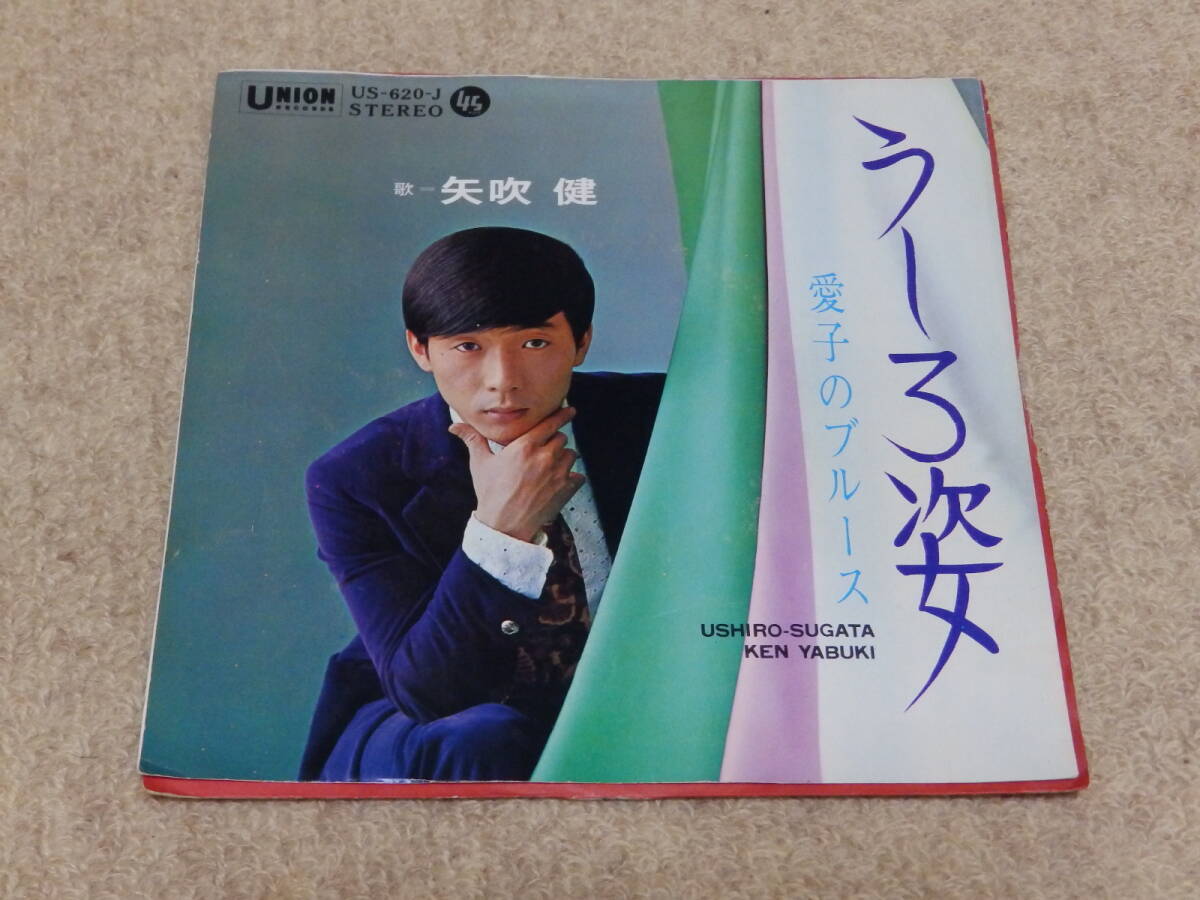 UNION
RECORDS
US-620-J
STEREO
45
歌＝矢吹 健
うしろ姿
愛子のブルース
USHIRO-SUGATA
KEN YABUKI